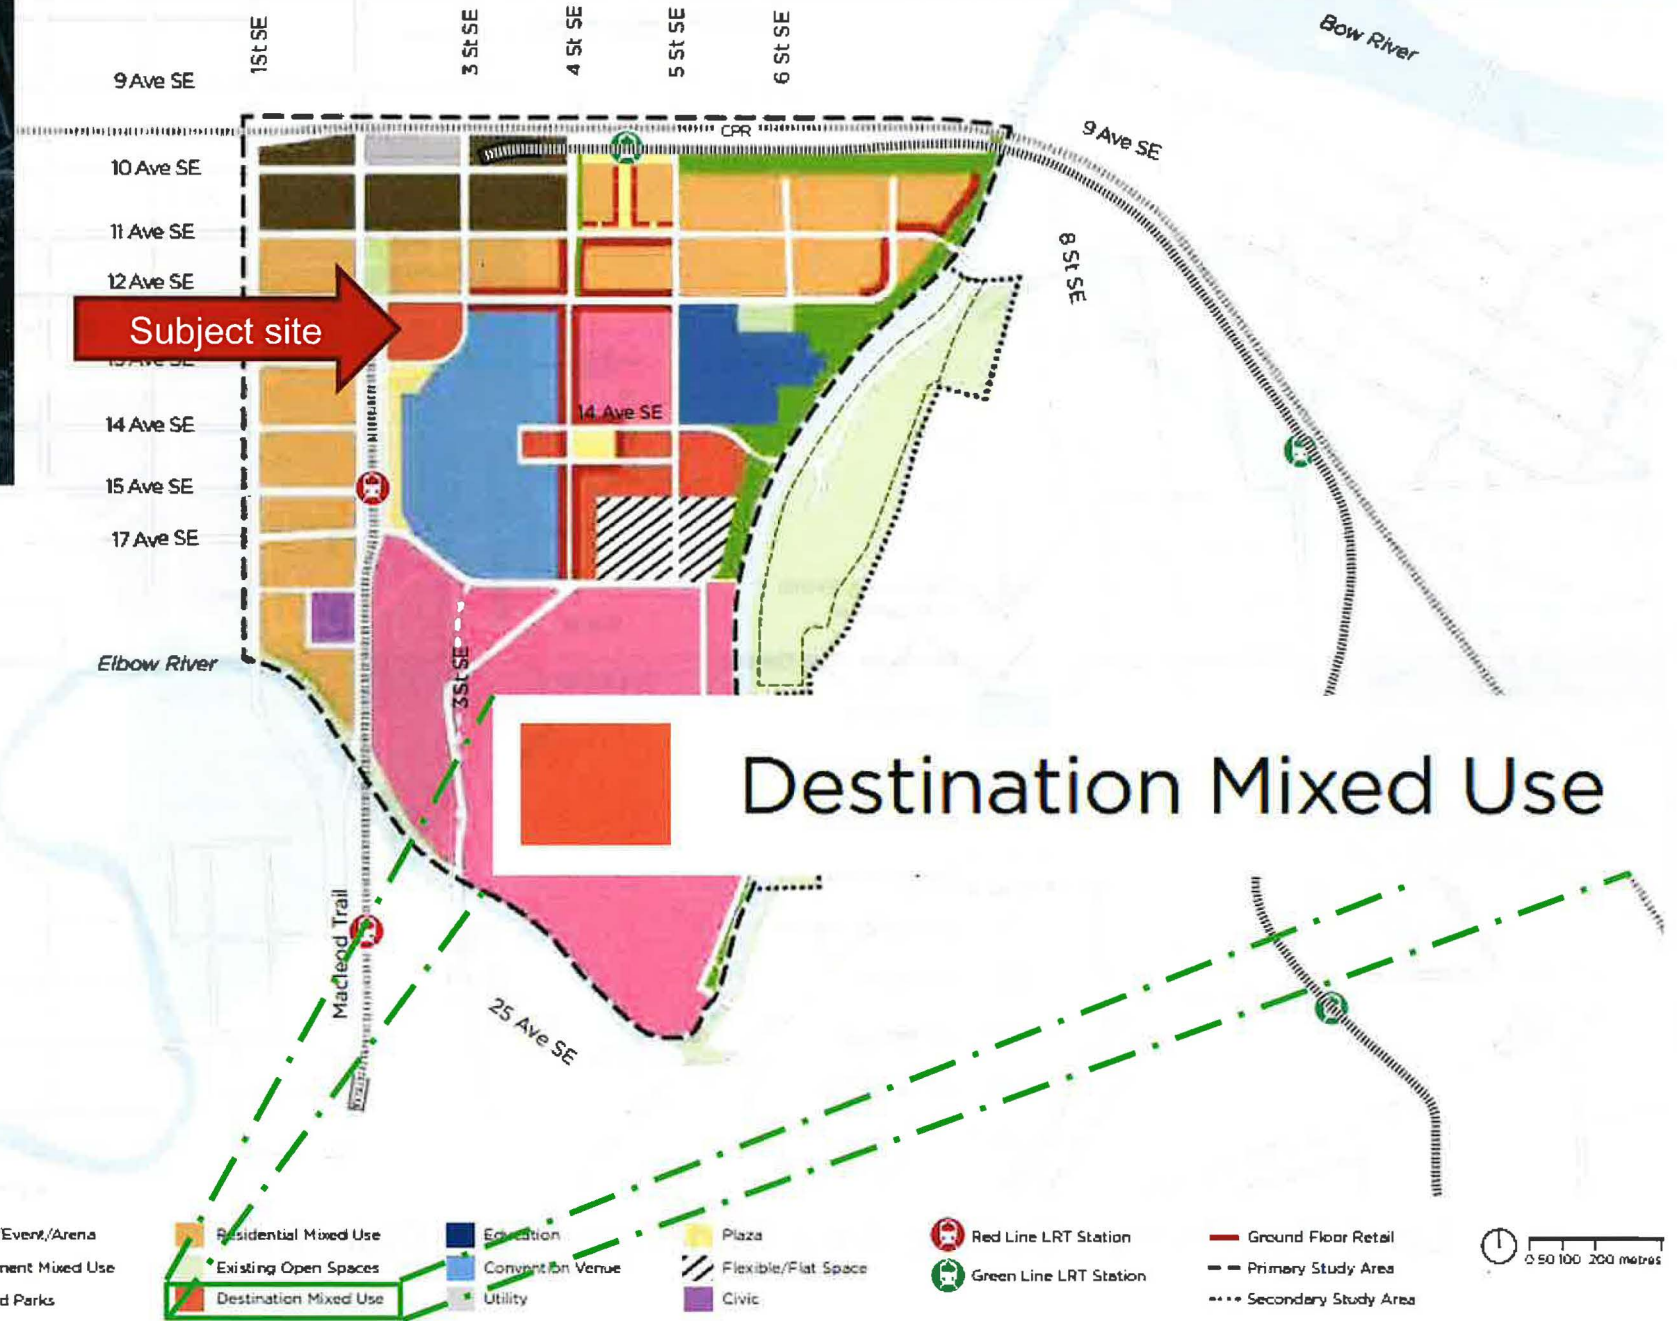 1St SE
3 St SE
4 St SE
5 St SE
6 St SE
Bow River
9 Ave SE
CPR
9 Ave SE
10 Ave SE
11 Ave SE
8 St SE
12 Ave SE
Subject site
14 Ave SE
14 Ave SE
15 Ave SE
17 Ave SE
Elbow River
3St SE
Destination Mixed Use
Macleod Trail
25 Ave SE
Event/Arena
Residential Mixed Use
Education
Plaza
Red Line LRT Station
Ground Floor Retail
0 50 100 200 metres
Mixed Use
Existing Open Spaces
Convention Venue
Flexible/Flat Space
Green Line LRT Station
Primary Study Area
Parks
Destination Mixed Use
Utility
Civic
Secondary Study Area